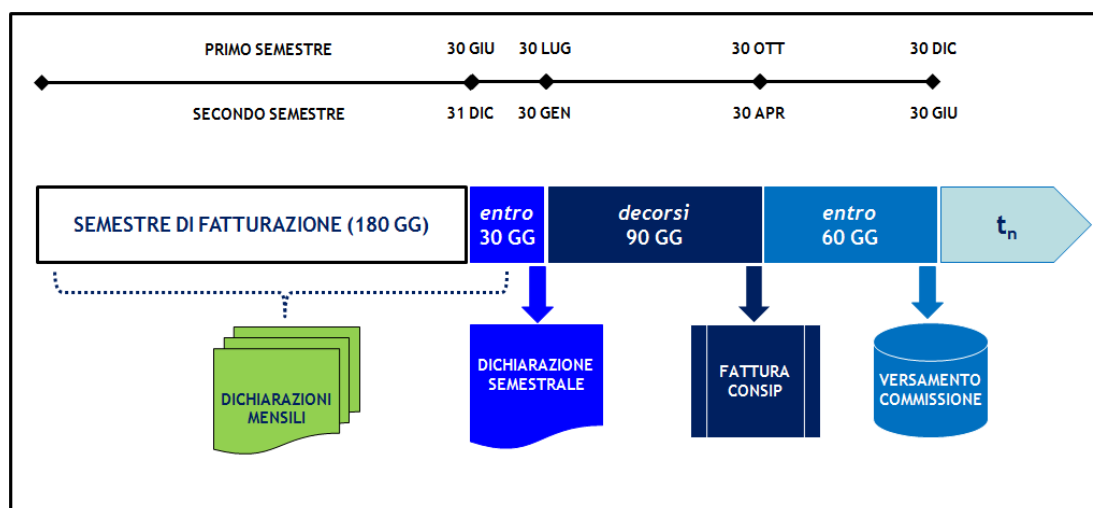 PRIMO SEMESTRE 30 GIU 30 LUG 30 OTT 30 DIC
SECONDO SEMESTRE 31 DIC 30 GEN 30 APR 30 GIU
SEMESTRE DI FATTURAZIONE (180 GG)
entro
30 GG
decorsi
90 GG
entro
60 GG
tn
DICHIARAZIONI
MENSILI
DICHIARAZIONE
SEMESTRALE
FATTURA
CONSIP
VERSAMENTO
COMMISSIONE